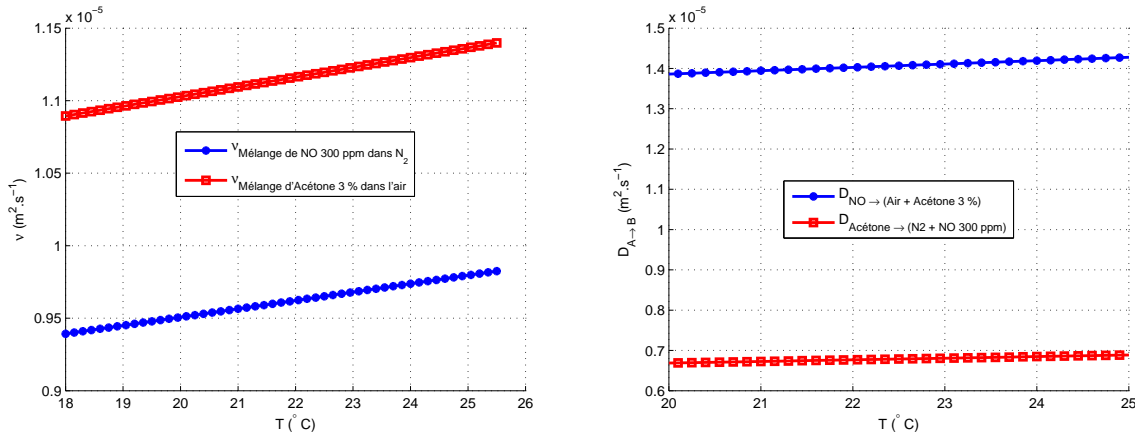 x 10⁻⁵
1.15
1.1
1.05
1
0.95
0.9
18 19 20 21 22 23 24 25 26
T (° C)
ν (m².s⁻¹)
ν Mélange de NO 300 ppm dans N₂
ν Mélange d'Acétone 3 % dans l'air
x 10⁻⁵
1.5
1.4
1.3
1.2
1.1
1
0.9
0.8
0.7
0.6
20 21 22 23 24 25
T (° C)
D A→ B (m².s⁻¹)
D NO → (Air + Acétone 3 %)
D Acétone → (N2 + NO 300 ppm)